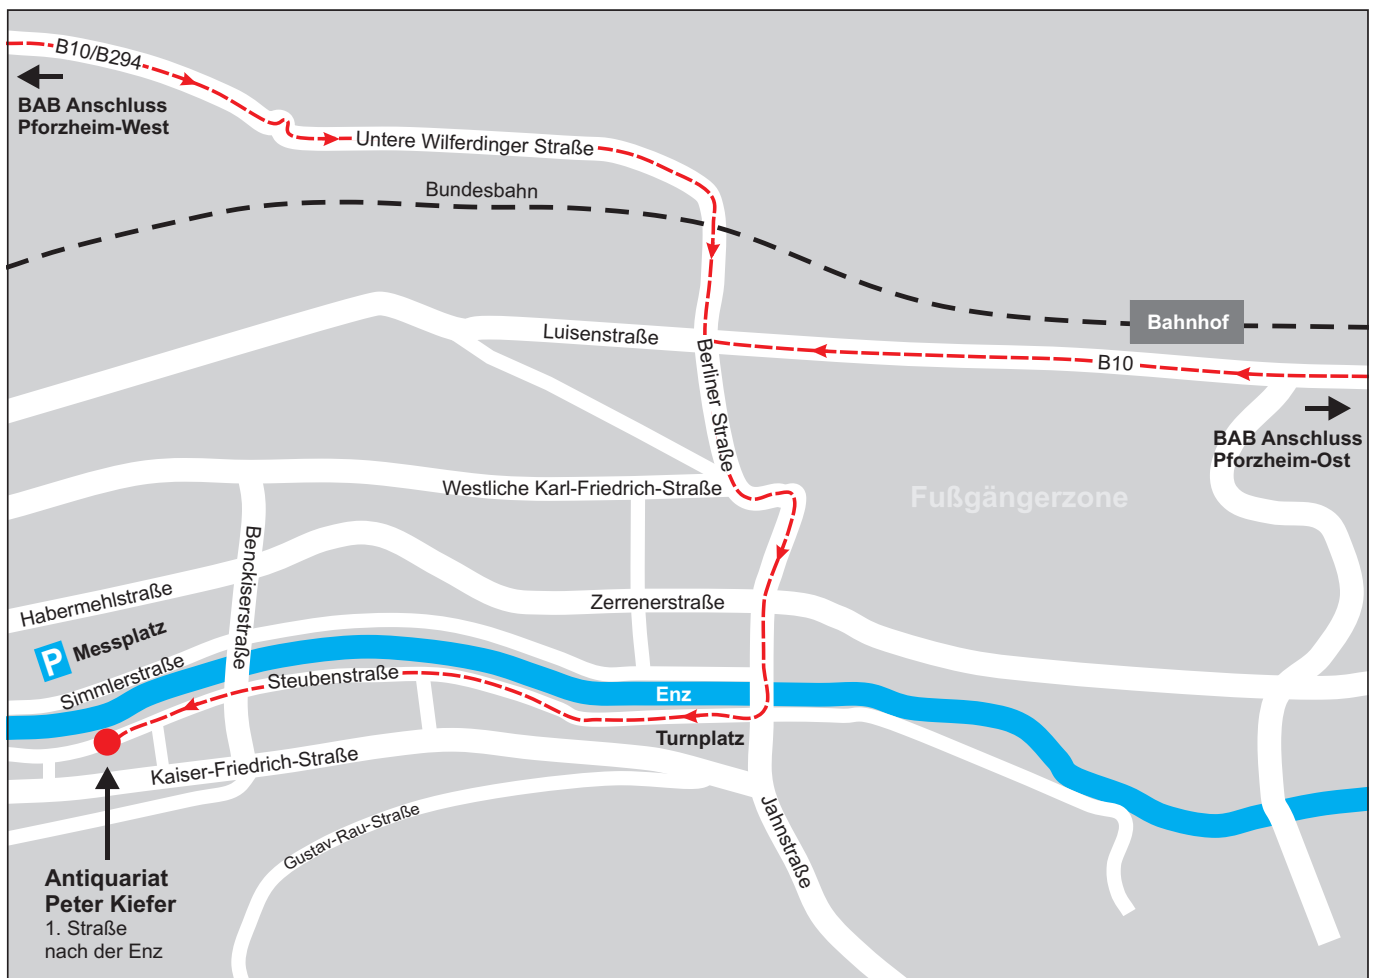 B10/B294
BAB Anschluss
Pforzheim-West
Untere Wilferdinger Straße
Bundesbahn
Bahnhof
Luisenstraße
B10
Berliner Straße
BAB Anschluss
Pforzheim-Ost
Westliche Karl-Friedrich-Straße
Fußgängerzone
Benckiserstraße
Habermehlstraße
Zerrenerstraße
P
Messplatz
Simmlerstraße
Steubenstraße
Enz
Turnplatz
Kaiser-Friedrich-Straße
Gustav-Rau-Straße
Jahnstraße
Antiquariat
Peter Kiefer
1. Straße
nach der Enz